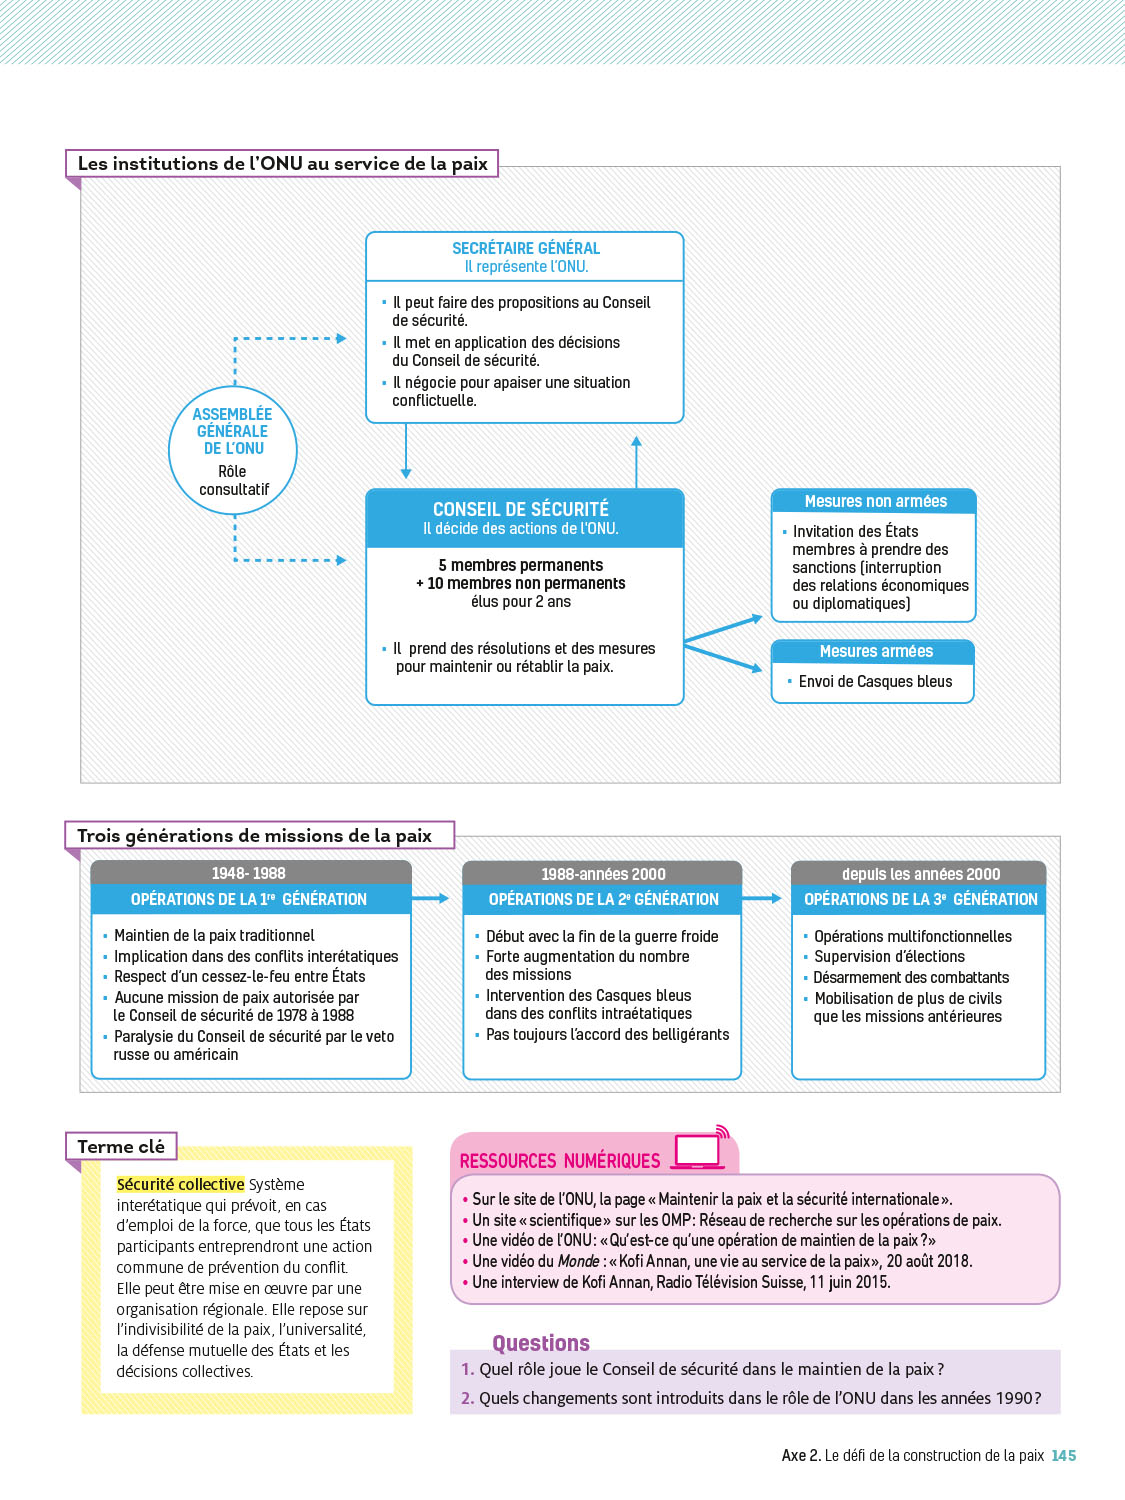 Les institutions de l'ONU au service de la paix
SECRÉTAIRE GÉNÉRAL
Il représente l'ONU.
▪ Il peut faire des propositions au Conseil
de sécurité.
▪ Il met en application des décisions
du Conseil de sécurité.
▪ Il négocie pour apaiser une situation
conflictuelle.
ASSEMBLÉE
GÉNÉRALE
DE L'ONU
Rôle
consultatif
CONSEIL DE SÉCURITÉ
Il décide des actions de l'ONU.
5 membres permanents
+ 10 membres non permanents
élus pour 2 ans
▪ Il prend des résolutions et des mesures
pour maintenir ou rétablir la paix.
Mesures non armées
▪ Invitation des États
membres à prendre des
sanctions (interruption
des relations économiques
ou diplomatiques)
Mesures armées
▪ Envoi de Casques bleus
Trois générations de missions de la paix
1948- 1988
OPÉRATIONS DE LA 1re GÉNÉRATION
▪ Maintien de la paix traditionnel
▪ Implication dans des conflits interétatiques
▪ Respect d'un cessez-le-feu entre États
▪ Aucune mission de paix autorisée par
le Conseil de sécurité de 1978 à 1988
▪ Paralysie du Conseil de sécurité par le veto
russe ou américain
1988-années 2000
OPÉRATIONS DE LA 2e GÉNÉRATION
▪ Début avec la fin de la guerre froide
▪ Forte augmentation du nombre
des missions
▪ Intervention des Casques bleus
dans des conflits intraétatiques
▪ Pas toujours l'accord des belligérants
depuis les années 2000
OPÉRATIONS DE LA 3e GÉNÉRATION
▪ Opérations multifonctionnelles
▪ Supervision d'élections
▪ Désarmement des combattants
▪ Mobilisation de plus de civils
que les missions antérieures
Terme clé
Sécurité collective Système
interétatique qui prévoit, en cas
d'emploi de la force, que tous les États
participants entreprendront une action
commune de prévention du conflit.
Elle peut être mise en œuvre par une
organisation régionale. Elle repose sur
l'indivisibilité de la paix, l'universalité,
la défense mutuelle des États et les
décisions collectives.
RESSOURCES NUMÉRIQUES
• Sur le site de l'ONU, la page « Maintenir la paix et la sécurité internationale ».
• Un site « scientifique » sur les OMP : Réseau de recherche sur les opérations de paix.
• Une vidéo de l'ONU : « Qu'est-ce qu'une opération de maintien de la paix ? »
• Une vidéo du Monde : « Kofi Annan, une vie au service de la paix », 20 août 2018.
• Une interview de Kofi Annan, Radio Télévision Suisse, 11 juin 2015.
Questions
1. Quel rôle joue le Conseil de sécurité dans le maintien de la paix ?
2. Quels changements sont introduits dans le rôle de l'ONU dans les années 1990 ?
Axe 2. Le défi de la construction de la paix 145